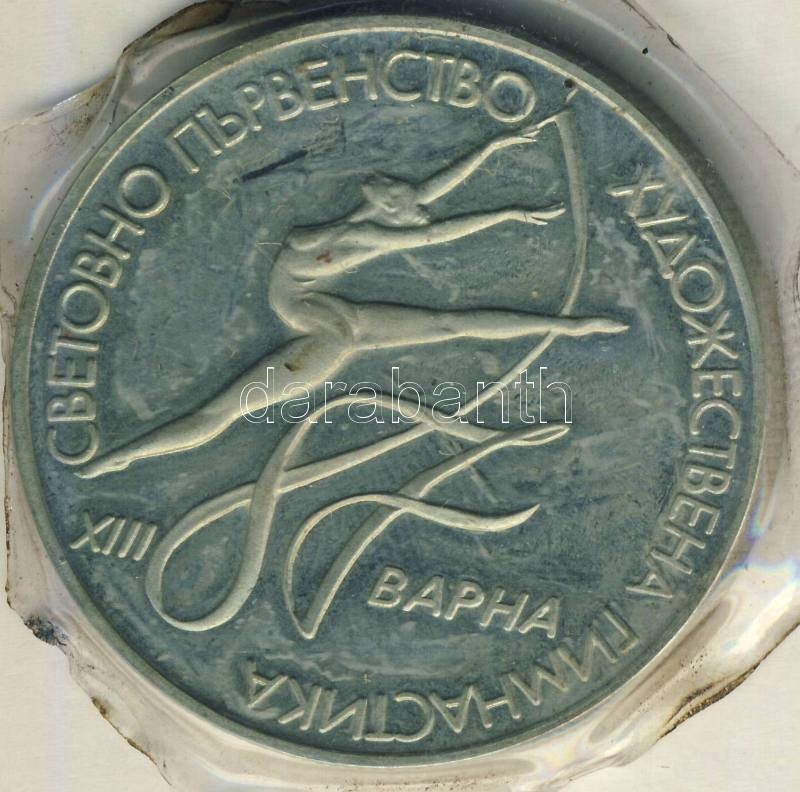 СВЕТОВНО ПЪРВЕНСТВО
ХУДОЖЕСТВЕНА ГИМНАСТИКА
XIII
ВАРНА
darabanth